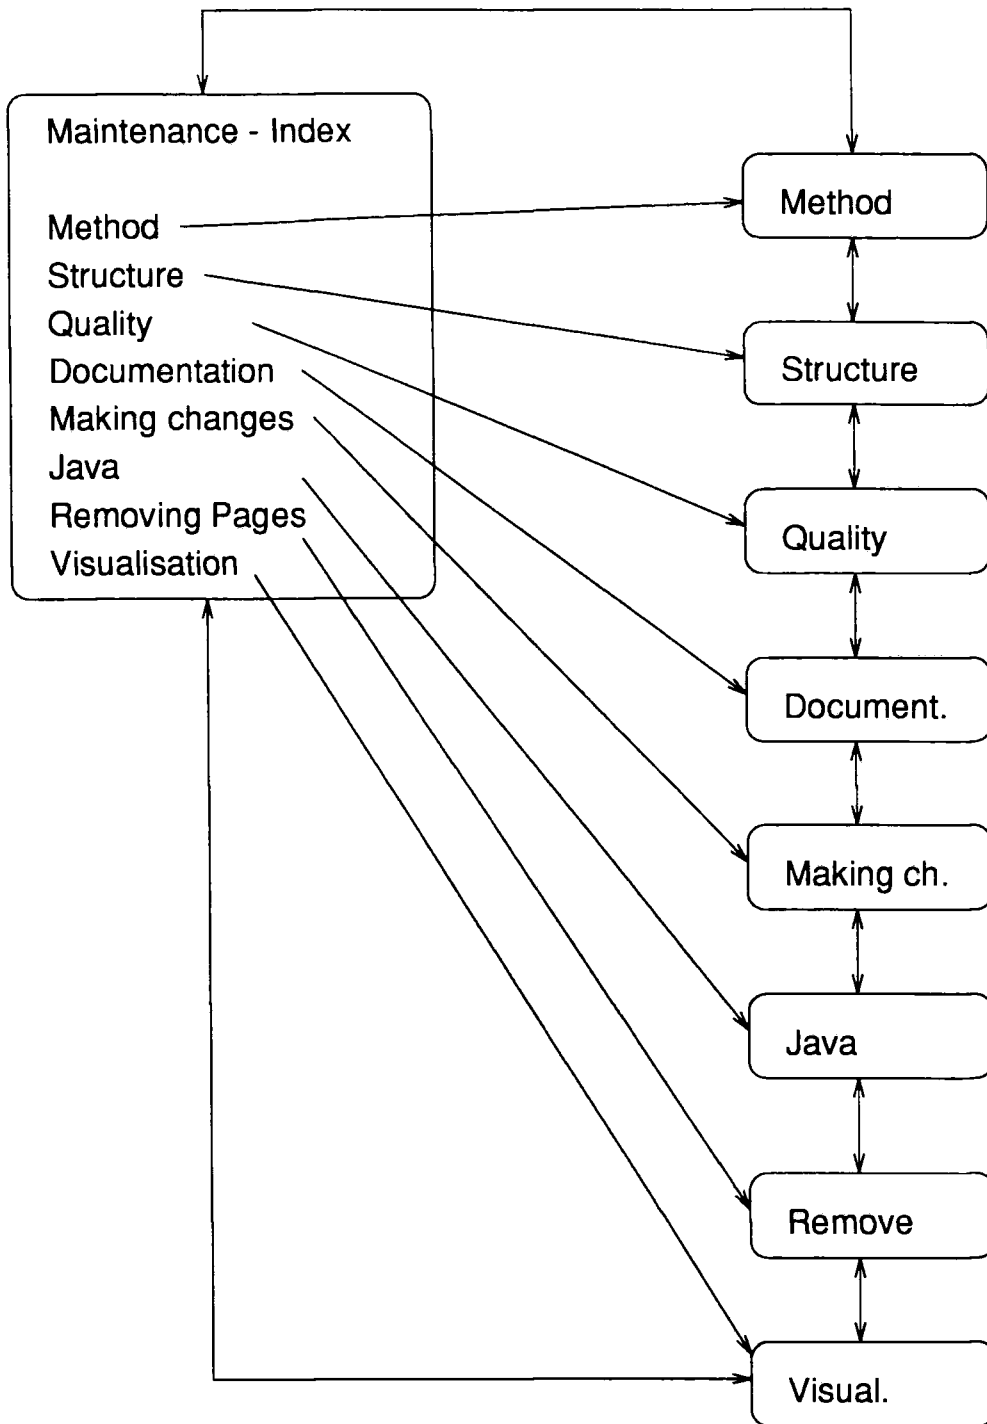 Maintenance - Index
Method
Structure
Quality
Documentation
Making changes
Java
Removing Pages
Visualisation
Method
Structure
Quality
Document.
Making ch.
Java
Remove
Visual.